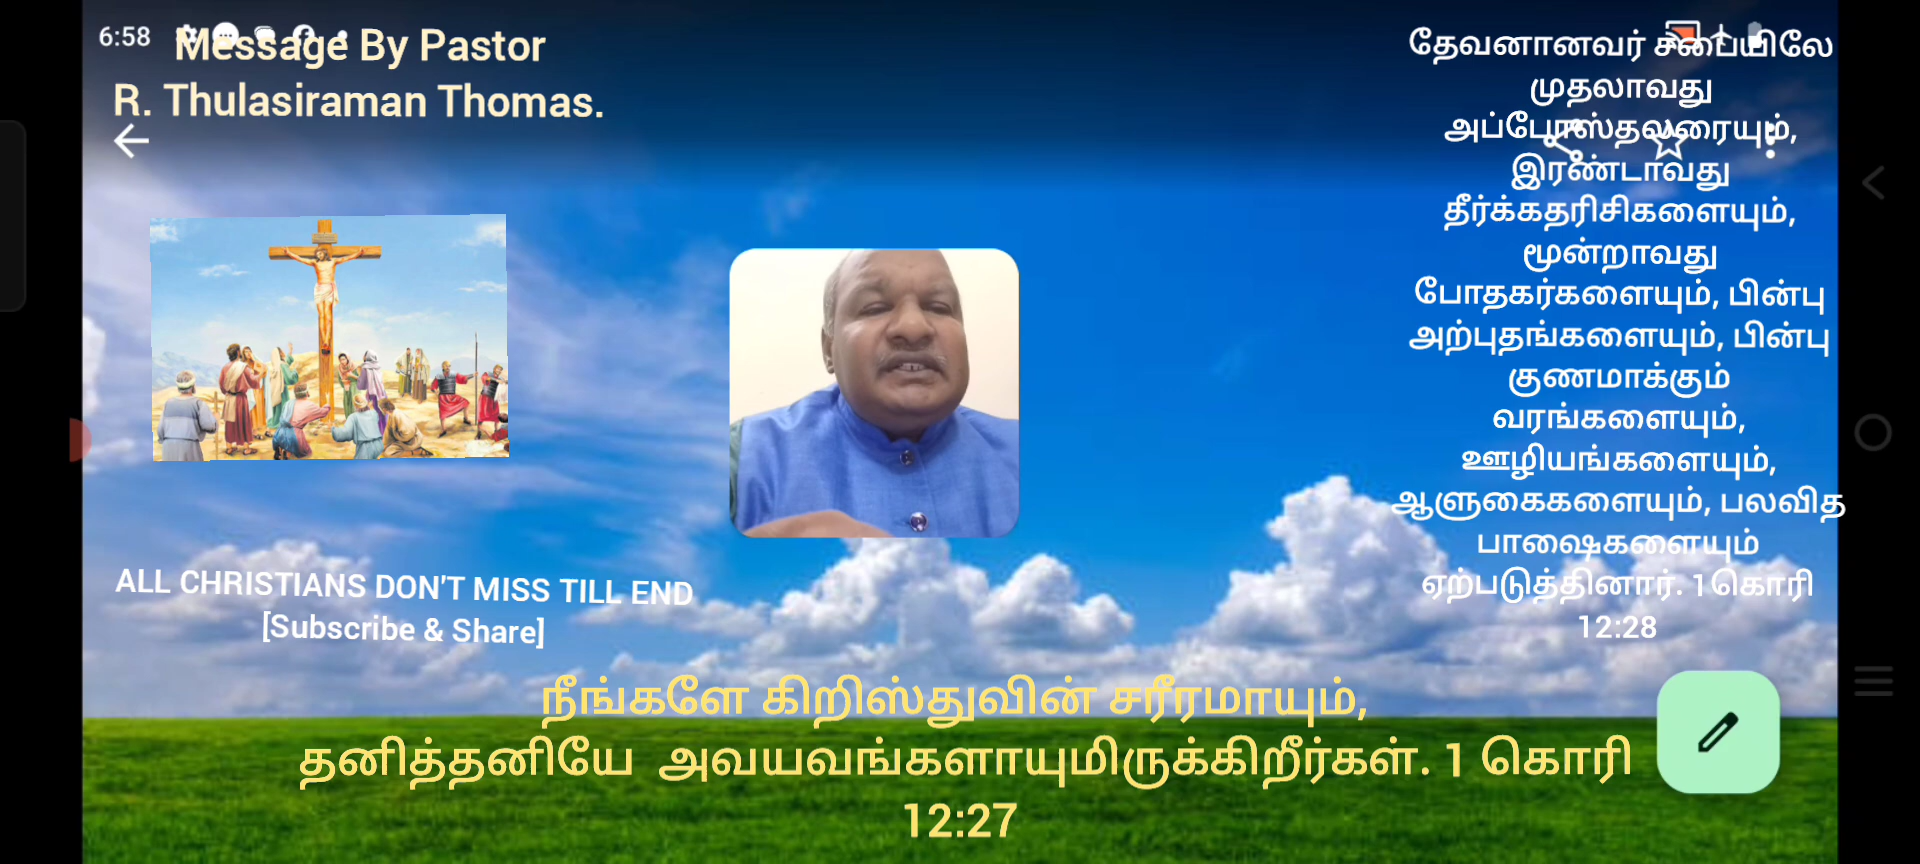 6:58
Message By Pastor
R. Thulasiraman Thomas.
தேவனானவர் சபையிலே
முதலாவது
அப்போஸ்தலரையும்,
இரண்டாவது
தீர்க்கதரிசிகளையும்,
மூன்றாவது
போதகர்களையும், பின்பு
அற்புதங்களையும், பின்பு
குணமாக்கும்
வரங்களையும்,
ஊழியங்களையும்,
ஆளுகைகளையும், பலவித
பாஷைகளையும்
ஏற்படுத்தினார். 1கொரி
12:28
ALL CHRISTIANS DON'T MISS TILL END
[Subscribe & Share]
நீங்களே கிறிஸ்துவின் சரீரமாயும்,
தனித்தனியே அவயவங்களாயுமிருக்கிறீர்கள். 1 கொரி
12:27